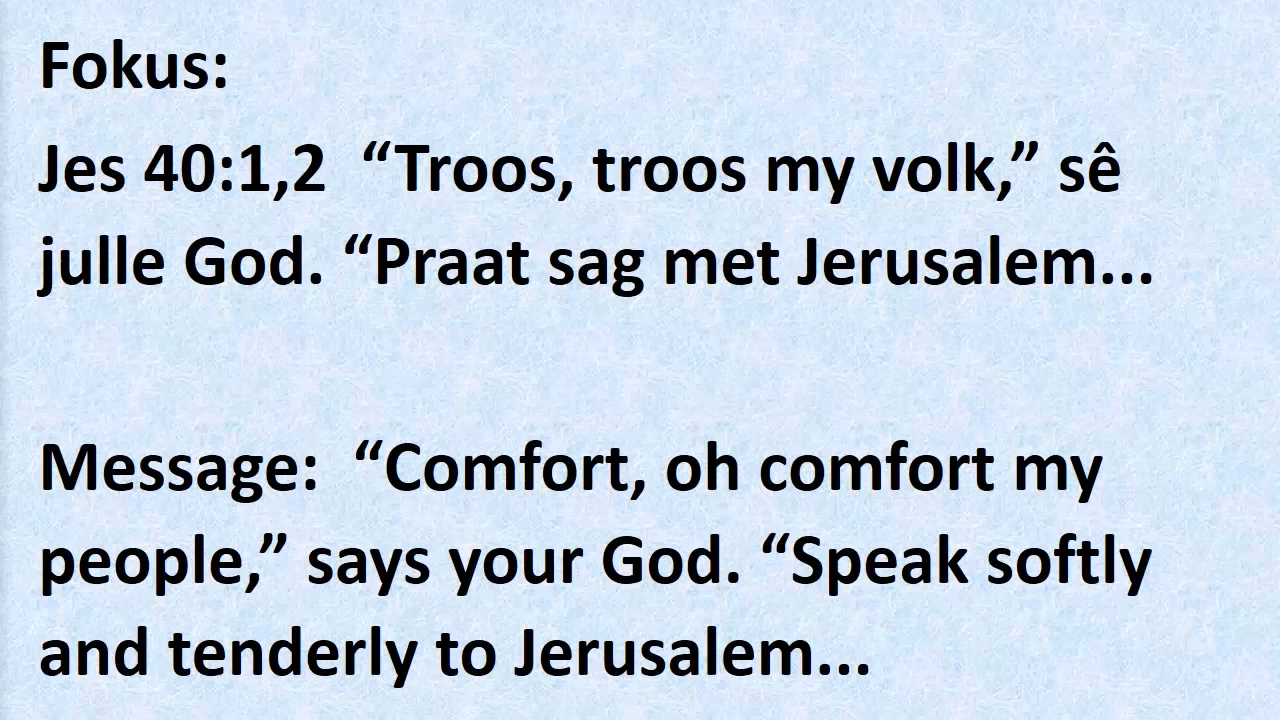 Fokus:
Jes 40:1,2  “Troos, troos my volk,” sê
julle God. “Praat sag met Jerusalem...
Message:  “Comfort, oh comfort my
people,” says your God. “Speak softly
and tenderly to Jerusalem...